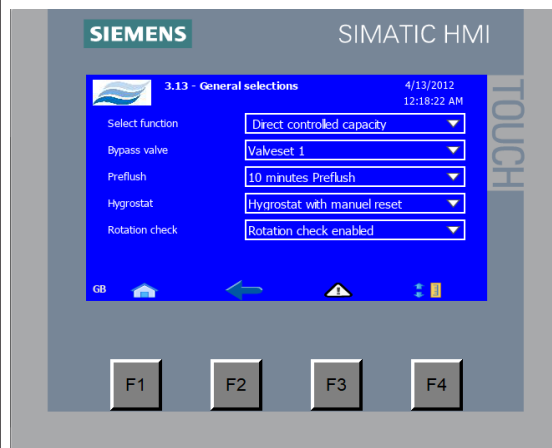 SIEMENS SIMATIC HMI
TOUCH
3.13 - General selections 4/13/2012
12:18:22 AM
Select function Direct controlled capacity
Bypass valve Valveset 1
Preflush 10 minutes Preflush
Hygrostat Hygrostat with manuel reset
Rotation check Rotation check enabled
GB
F1 F2 F3 F4